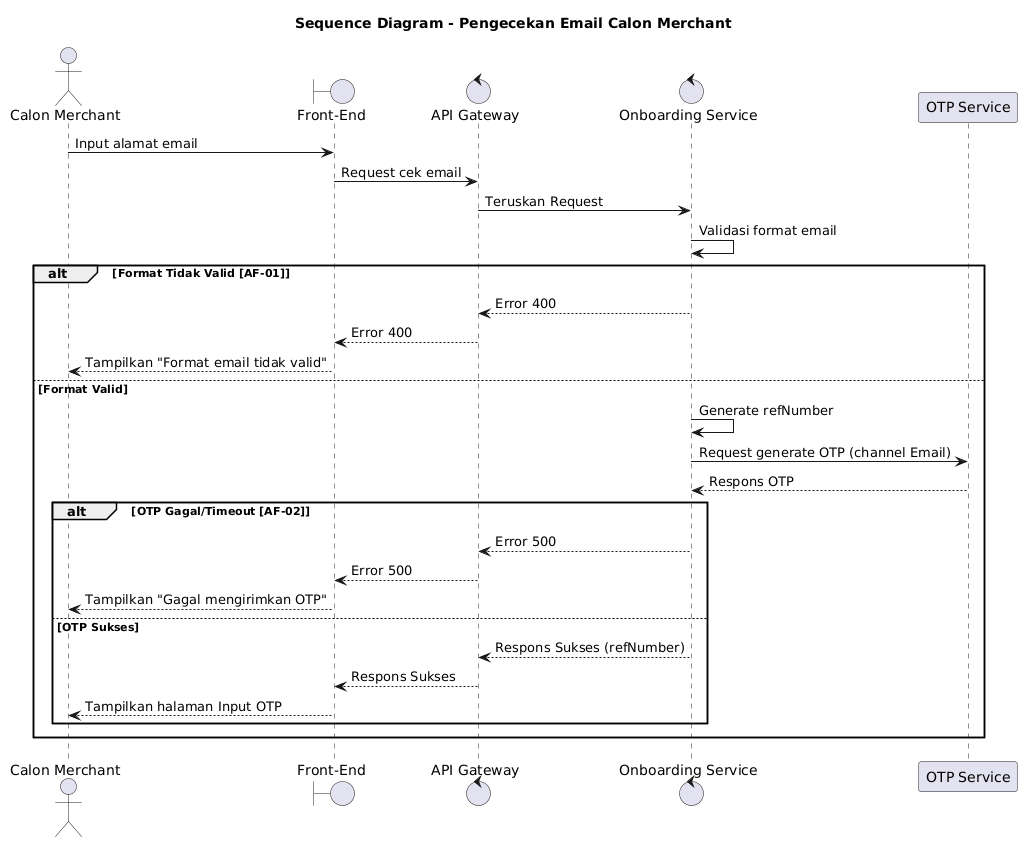 Sequence Diagram - Pengecekan Email Calon Merchant
Calon Merchant
Front-End
API Gateway
Onboarding Service
OTP Service
Input alamat email
Request cek email
Teruskan Request
Validasi format email
alt
[Format Tidak Valid [AF-01]]
Error 400
Error 400
Tampilkan "Format email tidak valid"
[Format Valid]
Generate refNumber
Request generate OTP (channel Email)
Respons OTP
alt
[OTP Gagal/Timeout [AF-02]]
Error 500
Error 500
Tampilkan "Gagal mengirimkan OTP"
[OTP Sukses]
Respons Sukses (refNumber)
Respons Sukses
Tampilkan halaman Input OTP
Calon Merchant
Front-End
API Gateway
Onboarding Service
OTP Service